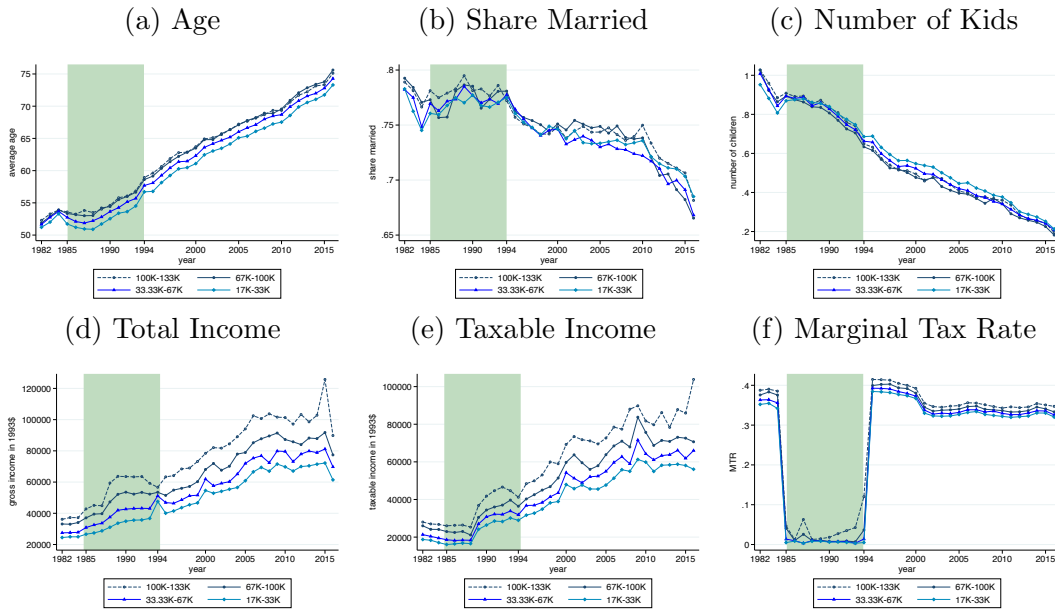 (a) Age
(b) Share Married
(c) Number of Kids
average age
75
70
65
60
55
50
1982
1985
1990
1994
2000
2005
2010
2015
year
100K-133K
67K-100K
33.33K-67K
17K-33K
share married
.8
.75
.7
.65
1982
1985
1990
1994
2000
2005
2010
2015
year
100K-133K
67K-100K
33.33K-67K
17K-33K
number of children
1
.8
.6
.4
.2
1982
1985
1990
1994
2000
2005
2010
2015
year
100K-133K
67K-100K
33.33K-67K
17K-33K
(d) Total Income
(e) Taxable Income
(f) Marginal Tax Rate
gross income in 1993$
120000
100000
80000
60000
40000
20000
1982
1985
1990
1994
2000
2005
2010
2015
year
100K-133K
67K-100K
33.33K-67K
17K-33K
taxable income in 1993$
100000
80000
60000
40000
20000
1982
1985
1990
1994
2000
2005
2010
2015
year
100K-133K
67K-100K
33.33K-67K
17K-33K
MTR
.4
.3
.2
.1
0
1982
1985
1990
1994
2000
2005
2010
2015
year
100K-133K
67K-100K
33.33K-67K
17K-33K